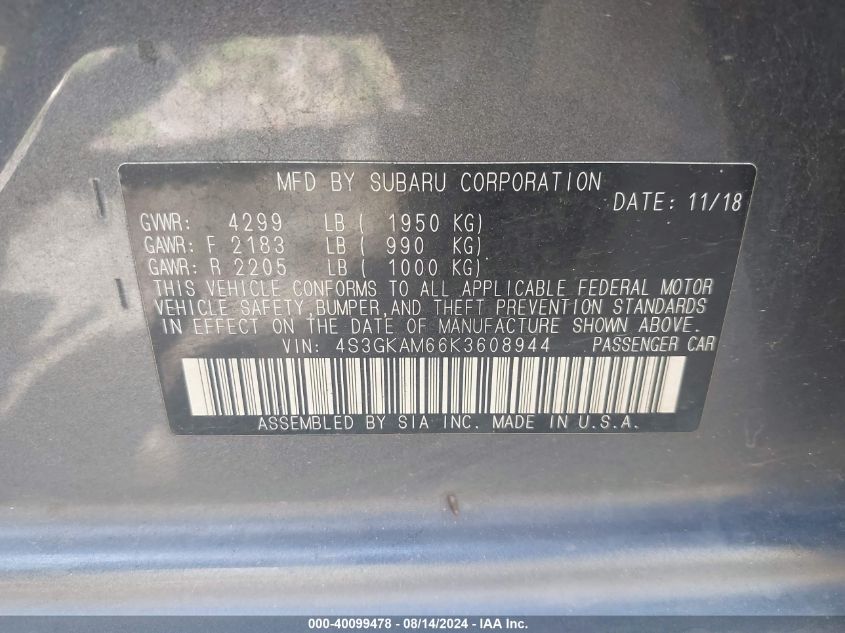 MFD BY SUBARU CORPORATION
DATE: 11/18
GVWR: 4299 LB ( 1950 KG)
GAWR: F 2183 LB ( 990 KG)
GAWR: R 2205 LB ( 1000 KG)
THIS VEHICLE CONFORMS TO ALL APPLICABLE FEDERAL MOTOR
VEHICLE SAFETY,BUMPER,AND THEFT PREVENTION STANDARDS
IN EFFECT ON THE DATE OF MANUFACTURE SHOWN ABOVE.
VIN: 4S3GKAM66K3608944 PASSENGER CAR
ASSEMBLED BY SIA INC. MADE IN U.S.A.
000-40099478 - 08/14/2024 - IAA Inc.